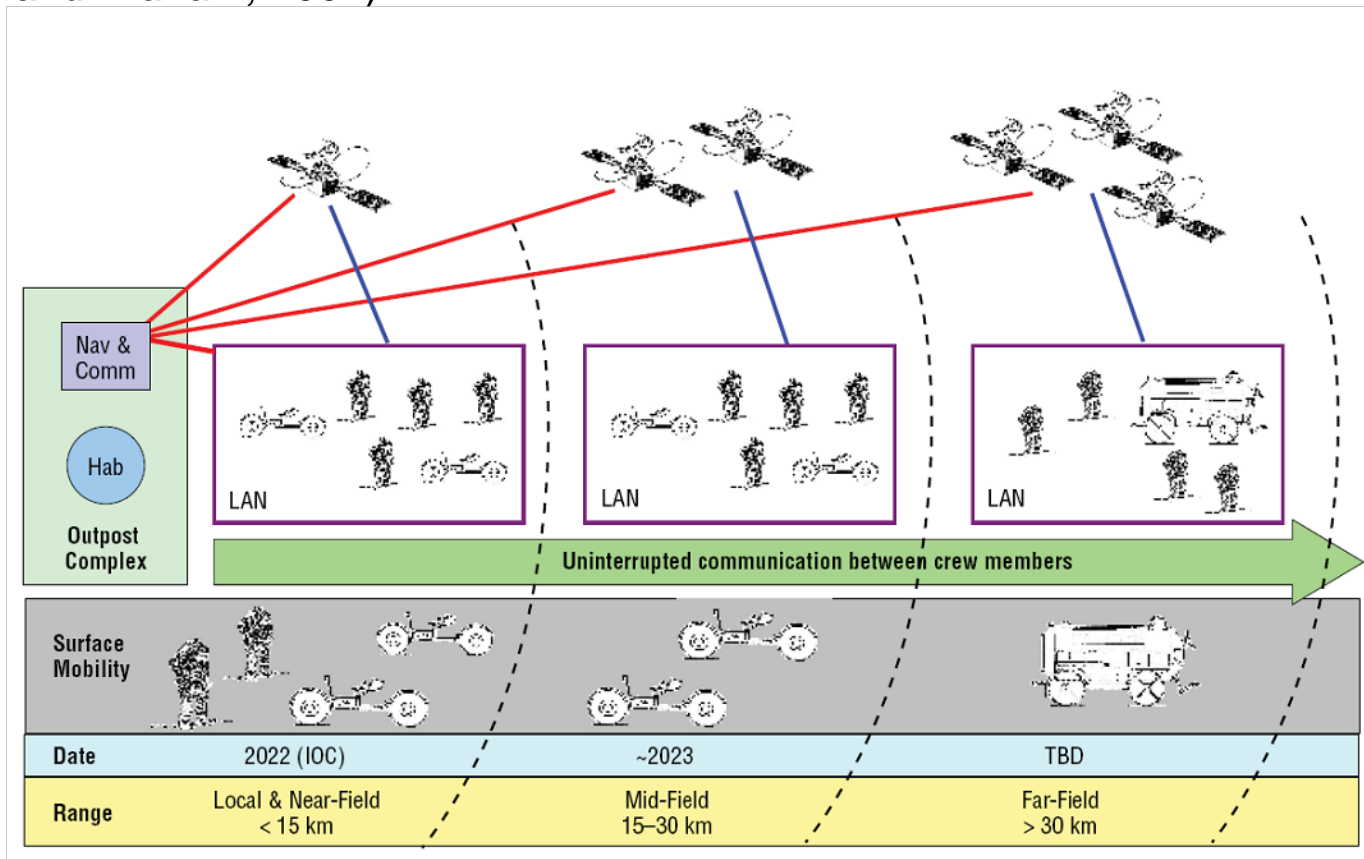 Nav &
Comm
Hab
Outpost
Complex
LAN
LAN
LAN
Uninterrupted communication between crew members
Surface
Mobility
Date
2022 (IOC)
~2023
TBD
Range
Local & Near-Field
< 15 km
Mid-Field
15–30 km
Far-Field
> 30 km